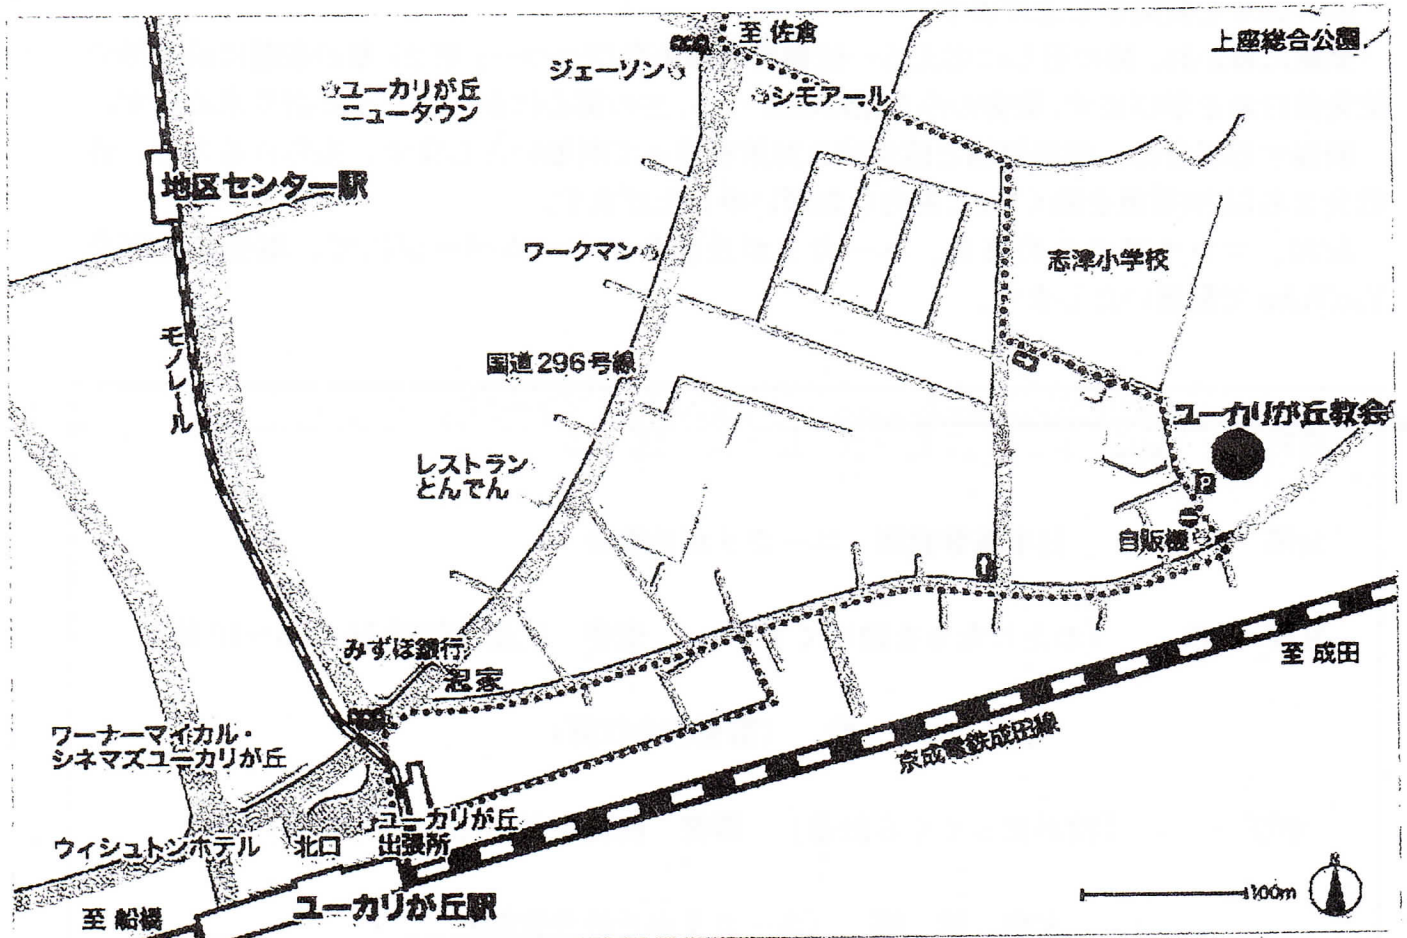 至 佐倉
上座総合公園
ジェーソン
シモアール
ユーカリが丘
ニュータウン
地区センター駅
ワークマン
志津小学校
モノレール
国道296号線
ユーカリが丘教会
レストラン
とんでん
P
自販機
みずほ銀行
至 成田
ワーナーマイカル・
シネマズユーカリが丘
京成電鉄成田線
ユーカリが丘
出張所
ウィシュトンホテル
北口
ユーカリが丘駅
至 船橋
100m
N